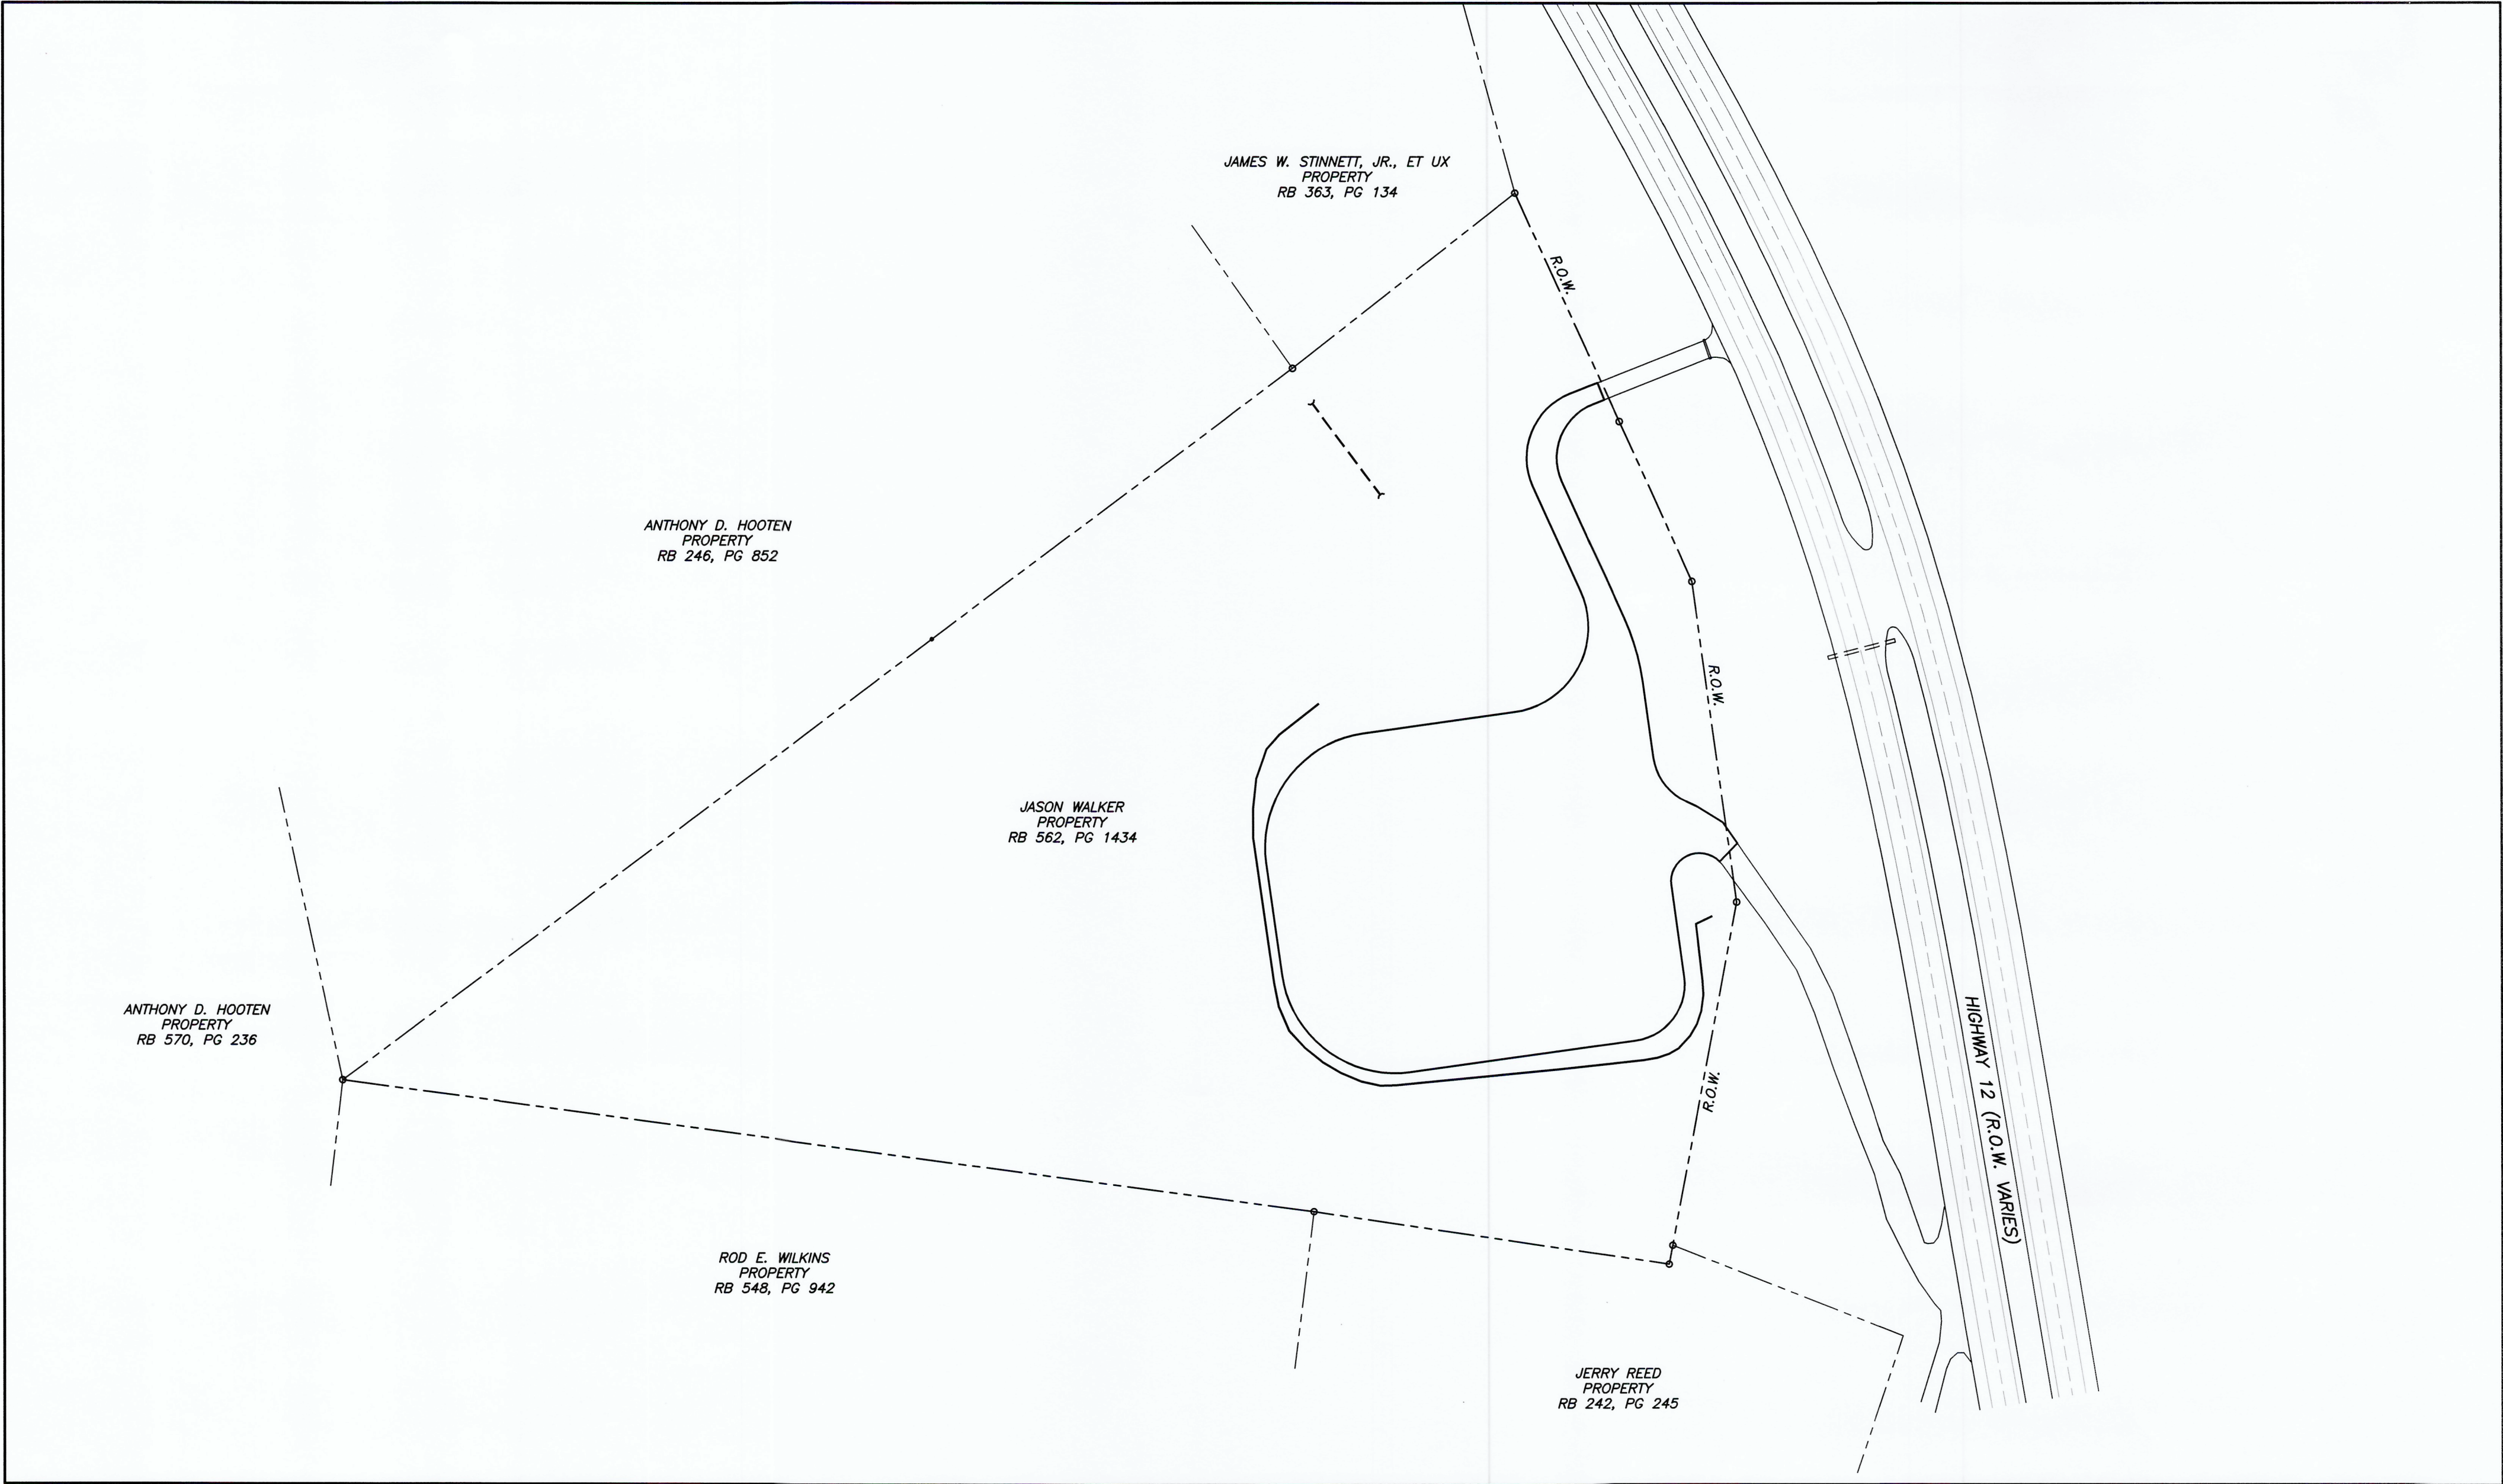 JAMES W. STINNETT, JR., ET UX
PROPERTY
RB 363, PG 134
R.O.W.
ANTHONY D. HOOTEN
PROPERTY
RB 246, PG 852
R.O.W.
JASON WALKER
PROPERTY
RB 562, PG 1434
ANTHONY D. HOOTEN
PROPERTY
RB 570, PG 236
R.O.W.
HIGHWAY 12 (R.O.W. VARIES)
ROD E. WILKINS
PROPERTY
RB 548, PG 942
JERRY REED
PROPERTY
RB 242, PG 245